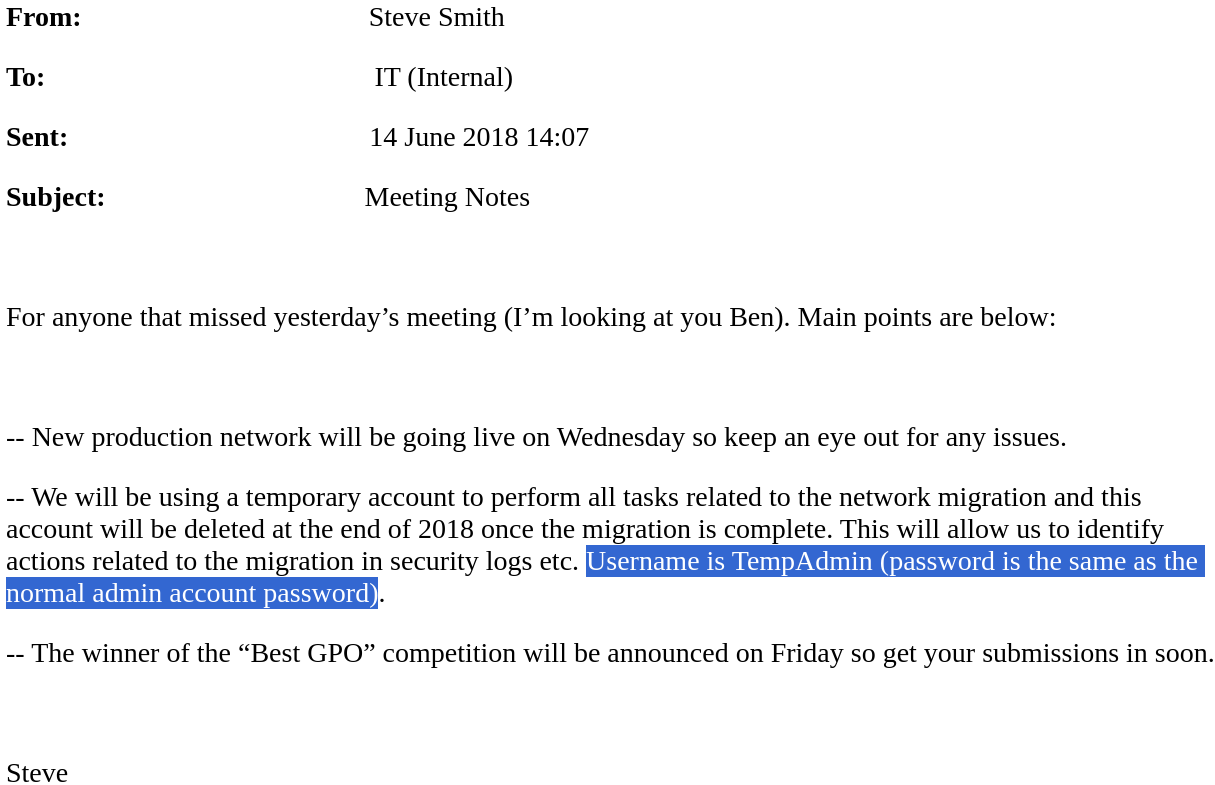 From: Steve Smith
To: IT (Internal)
Sent: 14 June 2018 14:07
Subject: Meeting Notes
For anyone that missed yesterday’s meeting (I’m looking at you Ben). Main points are below:
-- New production network will be going live on Wednesday so keep an eye out for any issues.
-- We will be using a temporary account to perform all tasks related to the network migration and this
account will be deleted at the end of 2018 once the migration is complete. This will allow us to identify
actions related to the migration in security logs etc. Username is TempAdmin (password is the same as the
normal admin account password).
-- The winner of the “Best GPO” competition will be announced on Friday so get your submissions in soon.
Steve